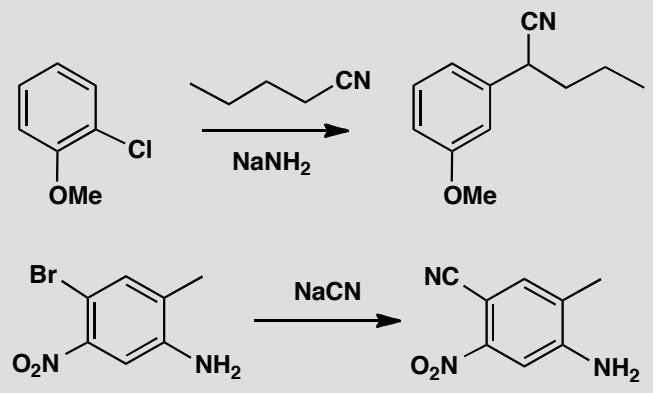 CN
CN
Cl
NaNH₂
OMe
OMe
Br
NC
NaCN
O₂N
NH₂
O₂N
NH₂